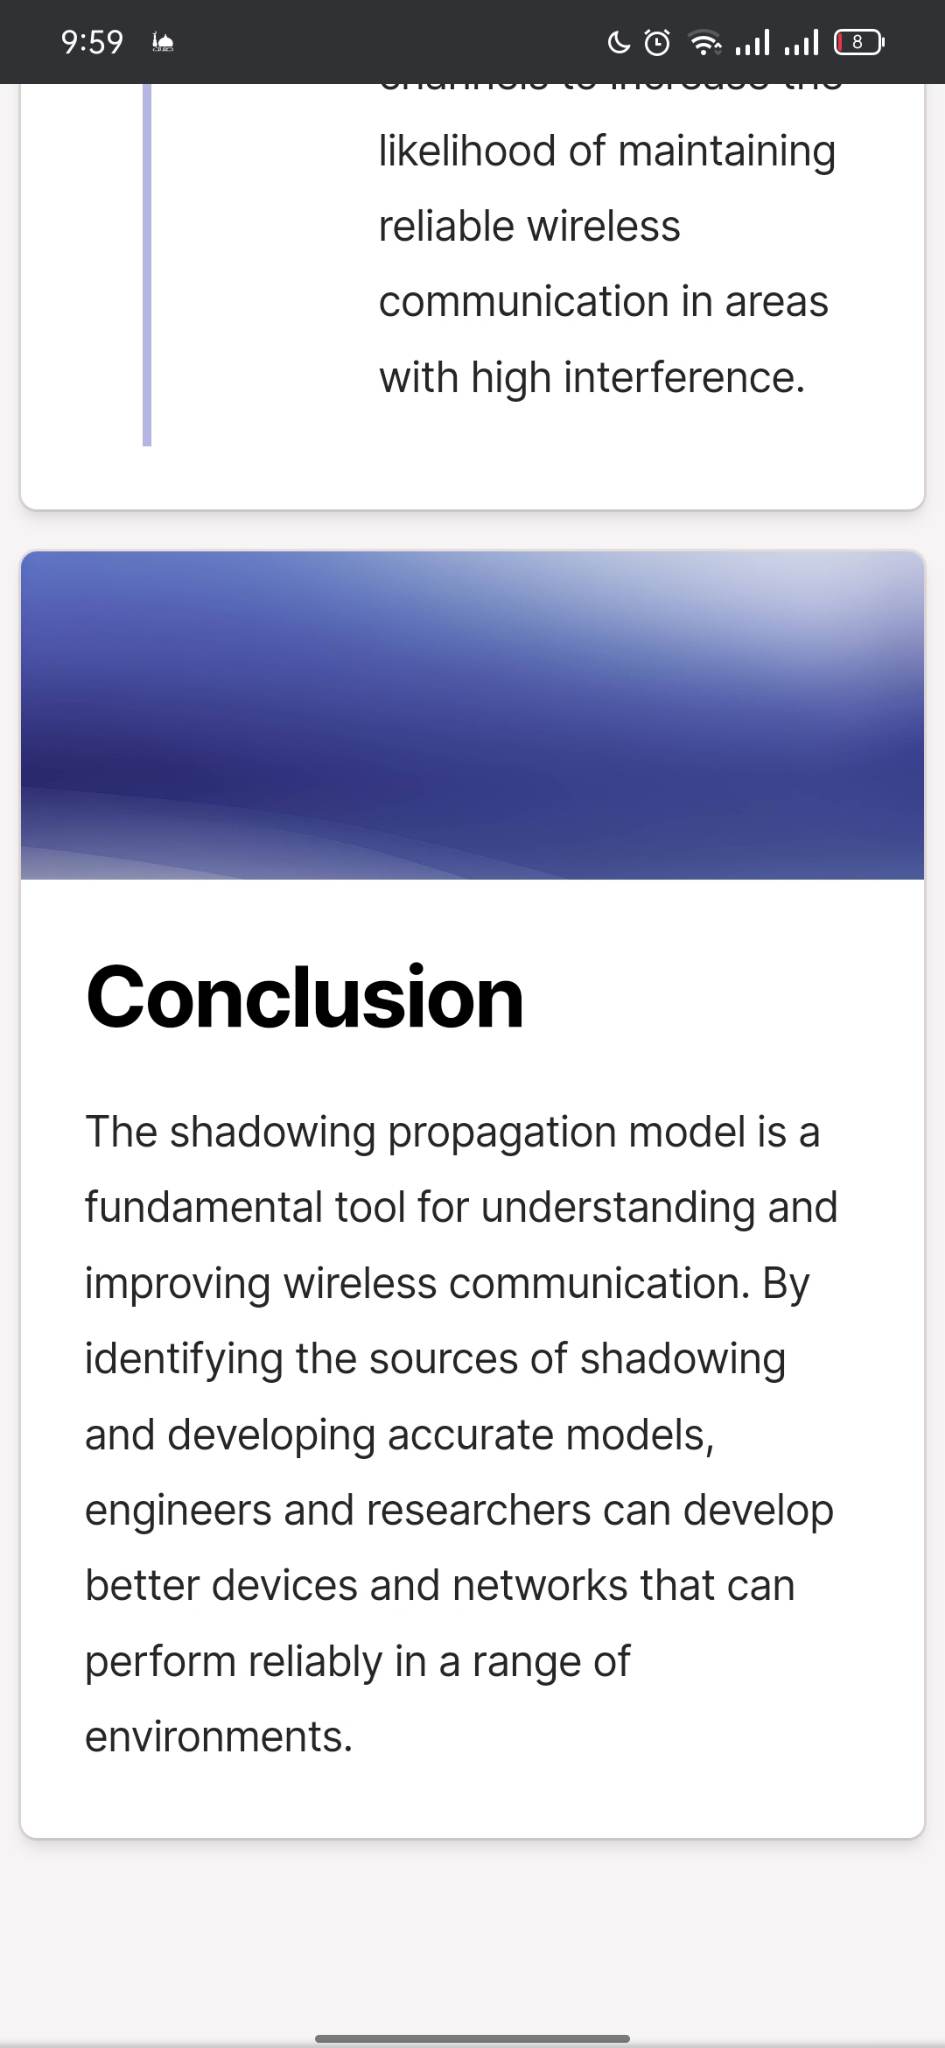 9:59
8
likelihood of maintaining
reliable wireless
communication in areas
with high interference.
Conclusion
The shadowing propagation model is a
fundamental tool for understanding and
improving wireless communication. By
identifying the sources of shadowing
and developing accurate models,
engineers and researchers can develop
better devices and networks that can
perform reliably in a range of
environments.